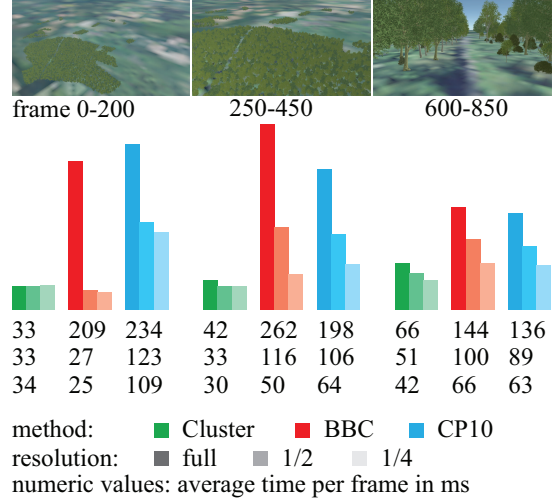 frame 0-200 250-450 600-850
33 209 234 42 262 198 66 144 136
33 27 123 33 116 106 51 100 89
34 25 109 30 50 64 42 66 63
method: Cluster BBC CP10
resolution: full 1/2 1/4
numeric values: average time per frame in ms